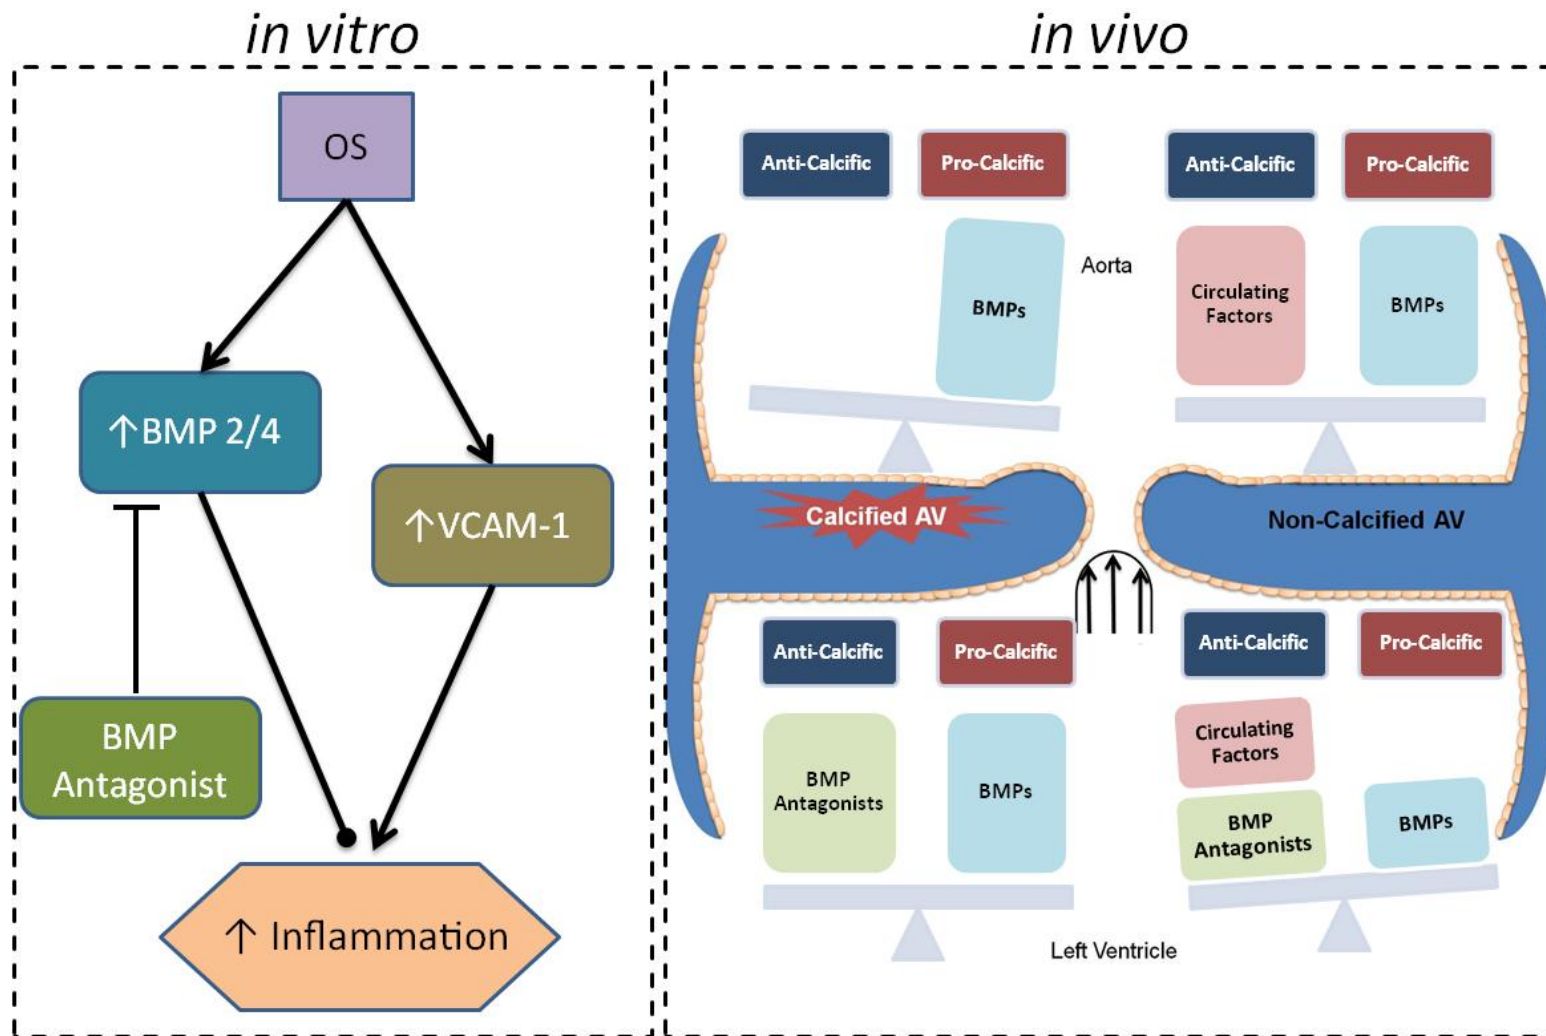 in vitro
OS
↑BMP 2/4
↑VCAM-1
BMP
Antagonist
↑ Inflammation
in vivo
Anti-Calcific
Pro-Calcific
BMPs
Aorta
Anti-Calcific
Pro-Calcific
Circulating
Factors
BMPs
Calcified AV
Non-Calcified AV
Anti-Calcific
Pro-Calcific
BMP
Antagonists
BMPs
Anti-Calcific
Pro-Calcific
Circulating
Factors
BMP
Antagonists
BMPs
Left Ventricle